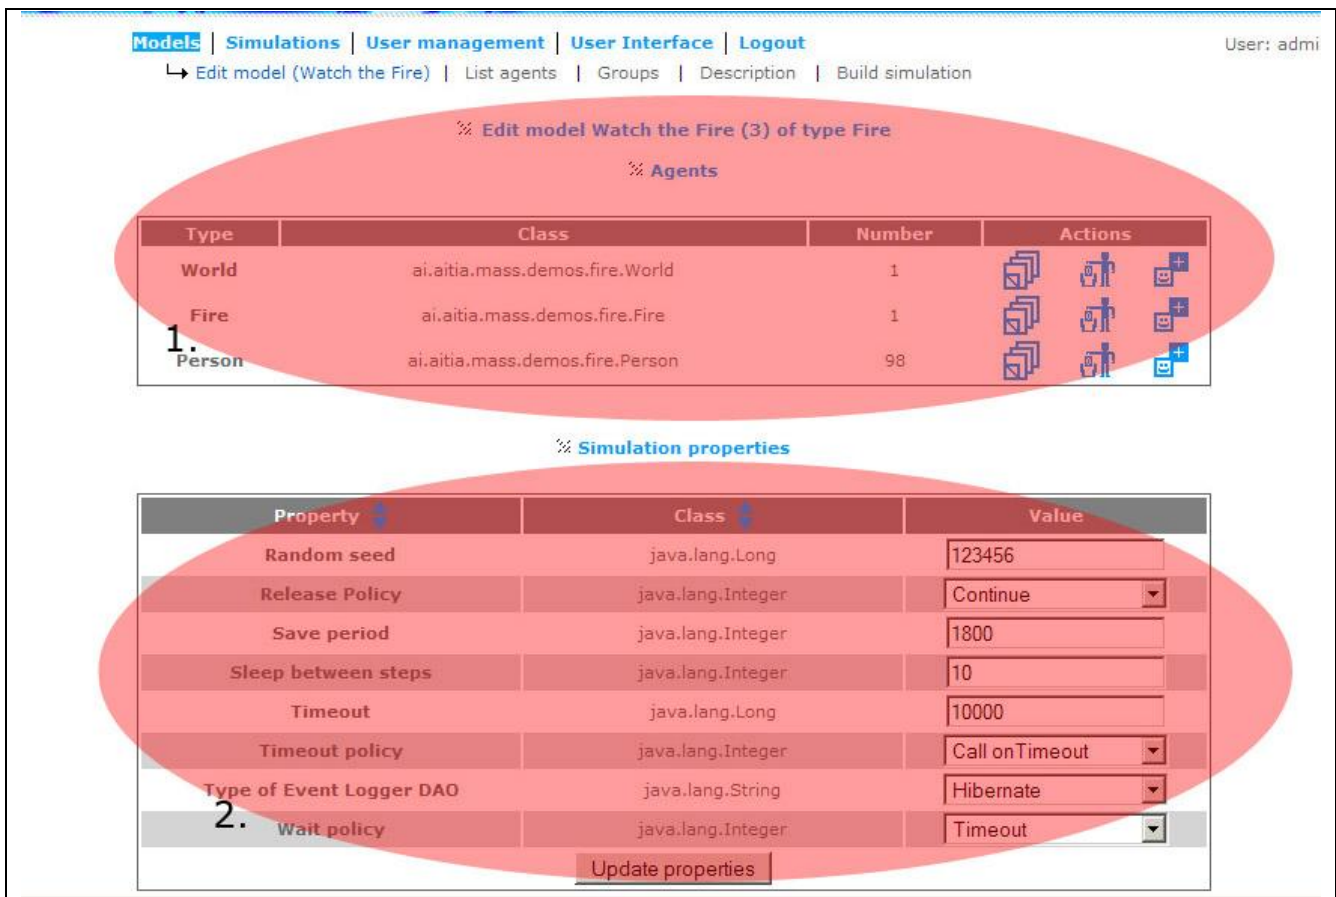 Models | Simulations | User management | User Interface | Logout User: admi
Edit model (Watch the Fire) | List agents | Groups | Description | Build simulation
Edit model Watch the Fire (3) of type Fire
Agents
Type Class Number Actions
World ai.aitia.mass.demos.fire.World 1
Fire ai.aitia.mass.demos.fire.Fire 1
1.
Person ai.aitia.mass.demos.fire.Person 98
Simulation properties
Property Class Value
Random seed java.lang.Long 123456
Release Policy java.lang.Integer Continue
Save period java.lang.Integer 1800
Sleep between steps java.lang.Integer 10
Timeout java.lang.Long 10000
Timeout policy java.lang.Integer Call onTimeout
Type of Event Logger DAO java.lang.String Hibernate
2.
Wait policy java.lang.Integer Timeout
Update properties